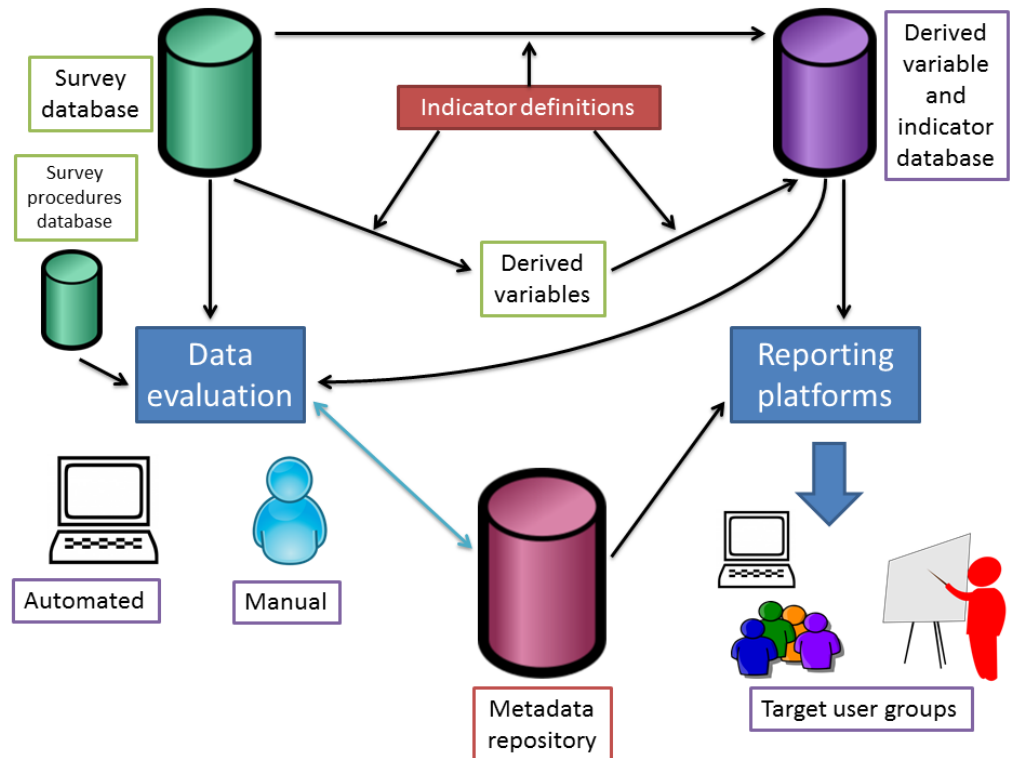 Survey
database
Indicator definitions
Derived
variable
and
indicator
database
Survey
procedures
database
Derived
variables
Data
evaluation
Reporting
platforms
Automated
Manual
Metadata
repository
Target user groups